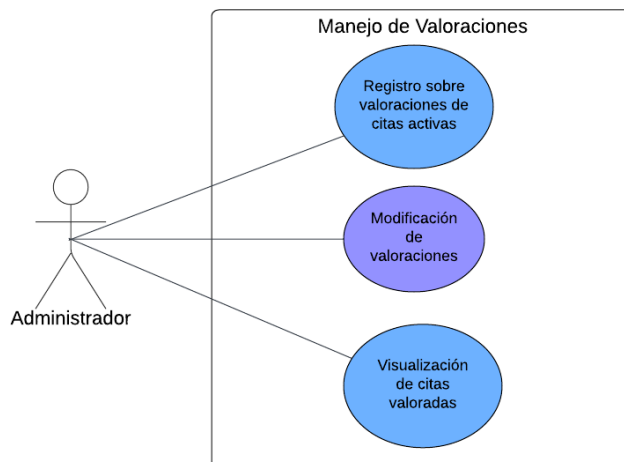 Manejo de Valoraciones
Registro sobre
valoraciones de
citas activas
Modificación
de
valoraciones
Administrador
Visualización
de citas
valoradas